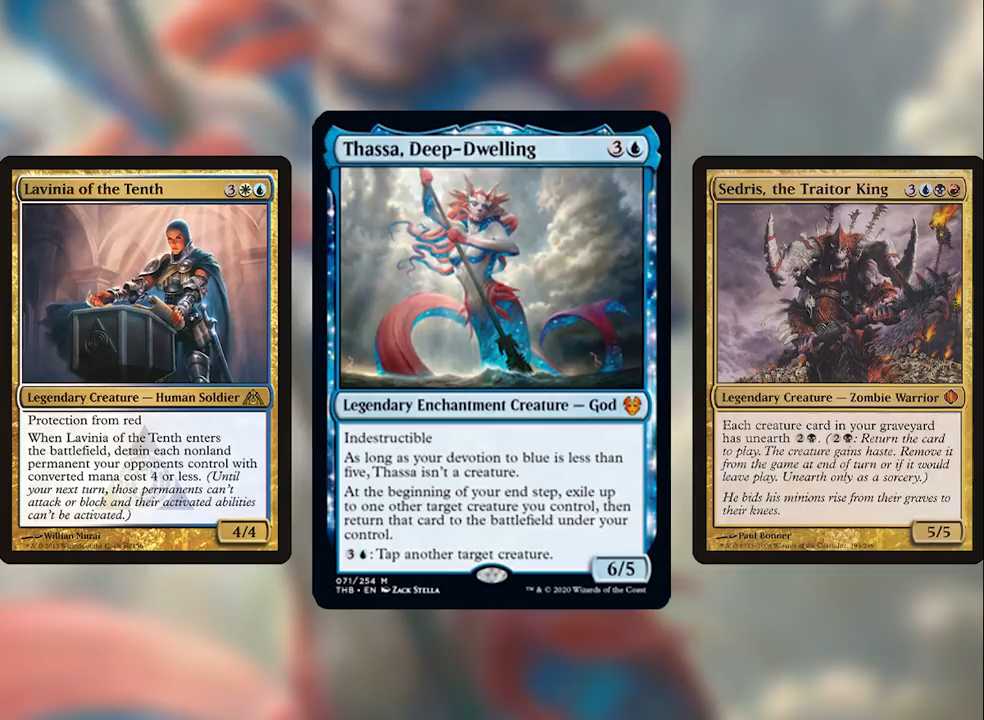 Lavinia of the Tenth 3
Legendary Creature — Human Soldier
Protection from red
When Lavinia of the Tenth enters
the battlefield, detain each nonland
permanent your opponents control with
converted mana cost 4 or less. (Until
your next turn, those permanents can't
attack or block and their activated abilities
can't be activated.)
4/4
Willian Murai
Thassa, Deep-Dwelling 3
Legendary Enchantment Creature — God
Indestructible
As long as your devotion to blue is less than
five, Thassa isn't a creature.
At the beginning of your end step, exile up
to one other target creature you control, then
return that card to the battlefield under your
control.
3 : Tap another target creature.
6/5
071/254 M
THB • EN Zack Stella
™ & © 2020 Wizards of the Coast
Sedris, the Traitor King 3
Legendary Creature — Zombie Warrior
Each creature card in your graveyard
has unearth 2 . (2 : Return the card
to play. The creature gains haste. Remove it
from the game at end of turn or if it would
leave play. Unearth only as a sorcery.)
He bids his minions rise from their graves to
their knees.
5/5
Paul Bonner